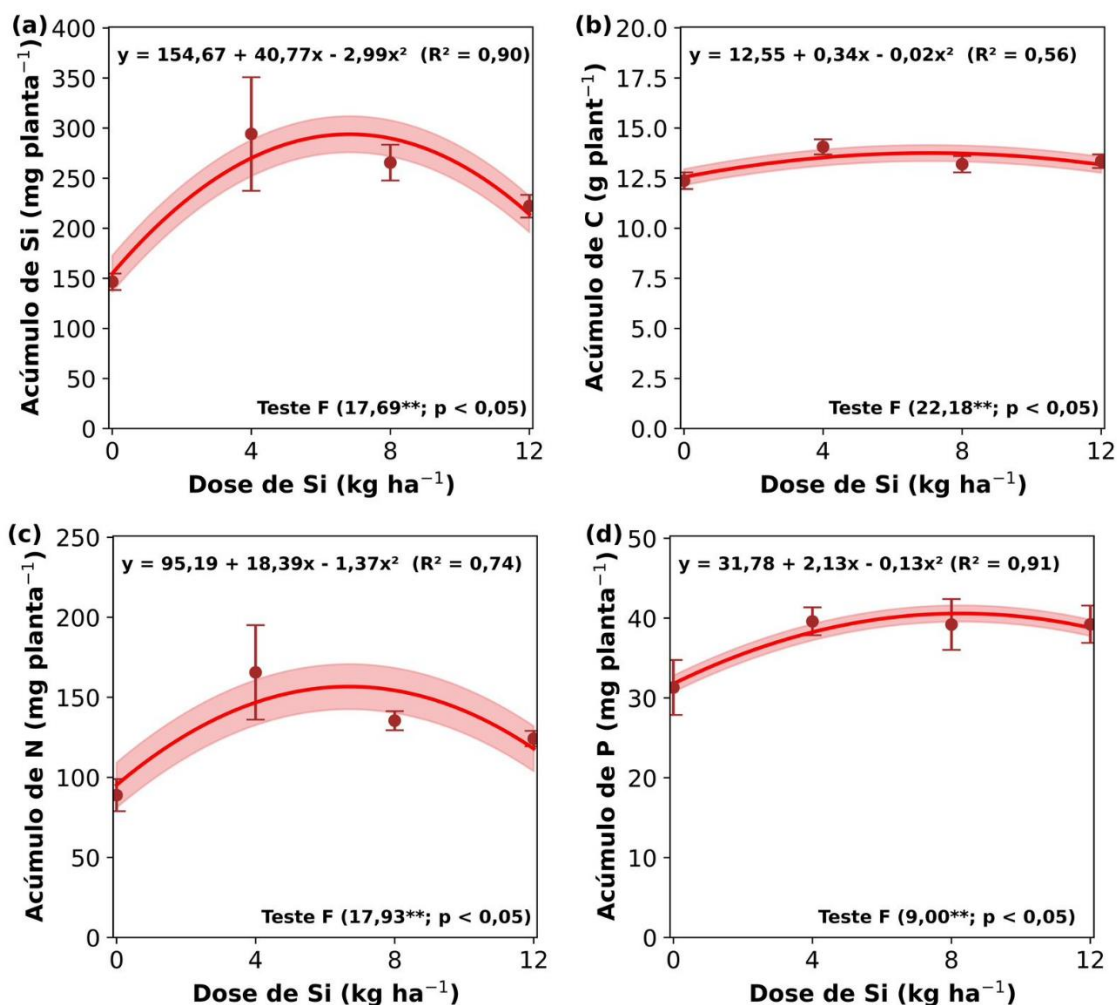 (a)
y = 154,67 + 40,77x - 2,99x² (R² = 0,90)
Acúmulo de Si (mg planta⁻¹)
400
350
300
250
200
150
100
50
0
Teste F (17,69**; p < 0,05)
0 4 8 12
Dose de Si (kg ha⁻¹)
(b)
y = 12,55 + 0,34x - 0,02x² (R² = 0,56)
Acúmulo de C (g plant⁻¹)
20.0
17.5
15.0
12.5
10.0
7.5
5.0
2.5
0.0
Teste F (22,18**; p < 0,05)
0 4 8 12
Dose de Si (kg ha⁻¹)
(c)
y = 95,19 + 18,39x - 1,37x² (R² = 0,74)
Acúmulo de N (mg planta⁻¹)
250
200
150
100
50
0
Teste F (17,93**; p < 0,05)
0 4 8 12
Dose de Si (kg ha⁻¹)
(d)
y = 31,78 + 2,13x - 0,13x² (R² = 0,91)
Acúmulo de P (mg planta⁻¹)
50
40
30
20
10
0
Teste F (9,00**; p < 0,05)
0 4 8 12
Dose de Si (kg ha⁻¹)